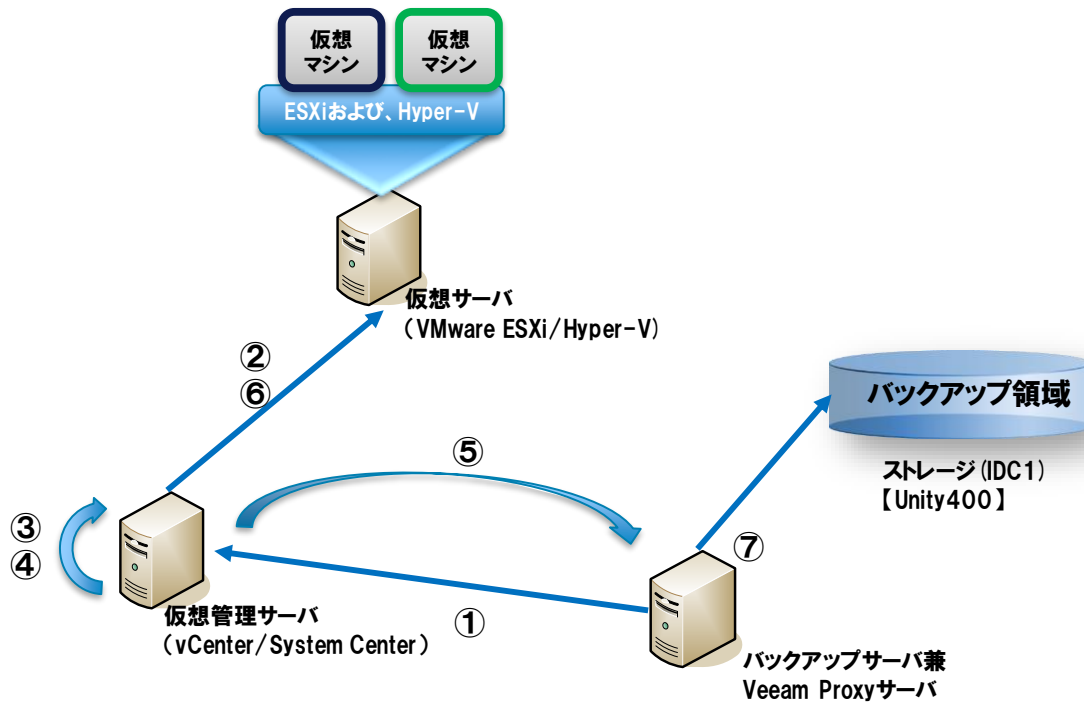 仮想
マシン
仮想
マシン
ESXiおよび、Hyper-V
仮想サーバ
（VMware ESXi/Hyper-V)
②
⑥
バックアップ領域
ストレージ(IDC1)
【Unity400】
⑤
③
④
⑦
①
仮想管理サーバ
（vCenter/System Center）
バックアップサーバ兼
Veeam Proxyサーバ